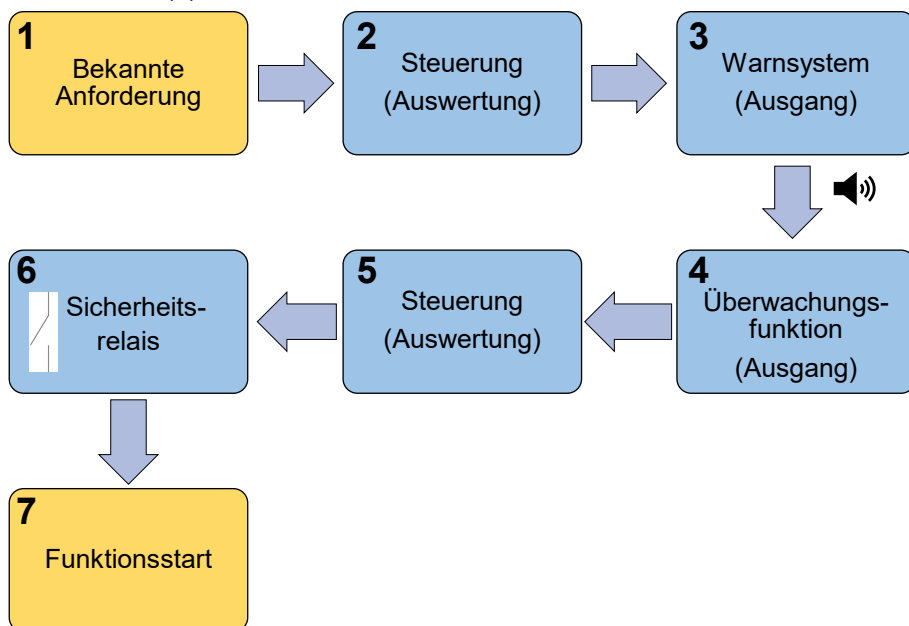 1
Bekannte
Anforderung
2
Steuerung
(Auswertung)
3
Warnsystem
(Ausgang)
4
Überwachungs-
funktion
(Ausgang)
5
Steuerung
(Auswertung)
6
Sicherheits-
relais
7
Funktionsstart